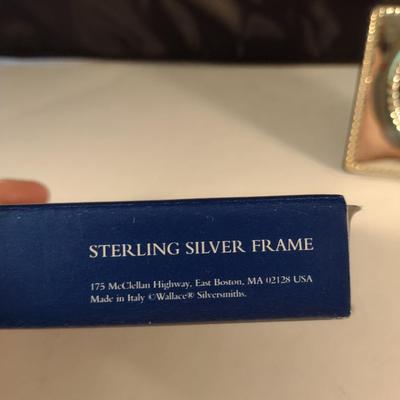 STERLING SILVER FRAME
175 McClellan Highway, East Boston, MA 02128 USA
Made in Italy ©Wallace® Silversmiths.